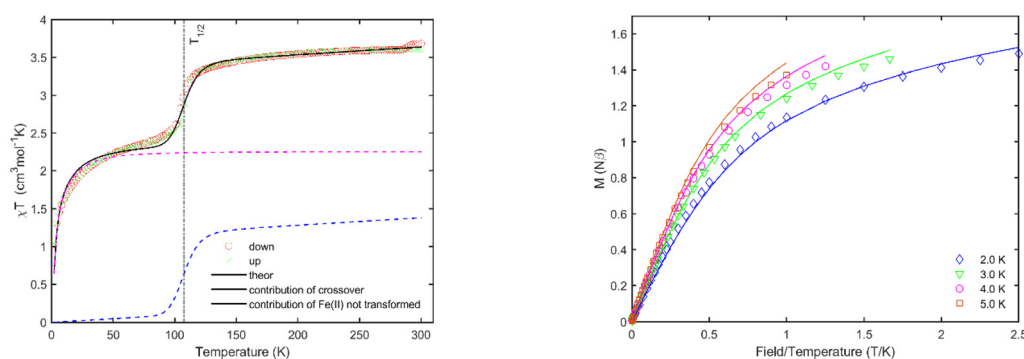 4
3.5
3
2.5
2
1.5
1
0.5
0
χT (cm³mol⁻¹K)
T1/2
down
up
theor
contribution of crossover
contribution of Fe(II) not transformed
0 50 100 150 200 250 300
Temperature (K)
1.6
1.4
1.2
1
0.8
0.6
0.4
0.2
0
M (Nβ)
2.0 K
3.0 K
4.0 K
5.0 K
0 0.5 1 1.5 2 2.5
Field/Temperature (T/K)